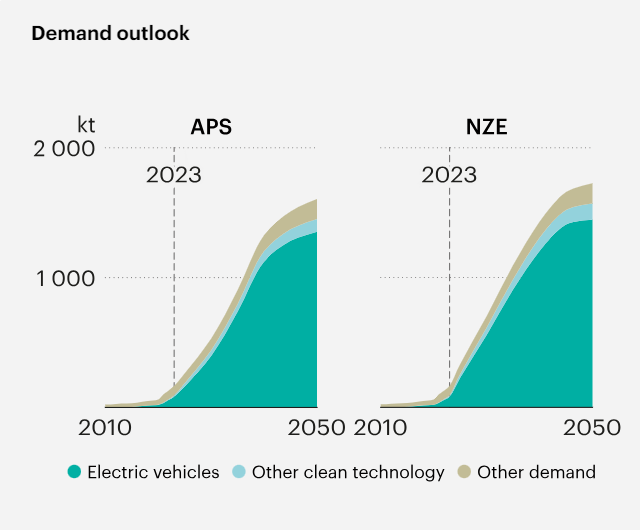 Demand outlook
kt
APS
NZE
2 000
2023
2023
1 000
2010
2050
2010
2050
Electric vehicles
Other clean technology
Other demand